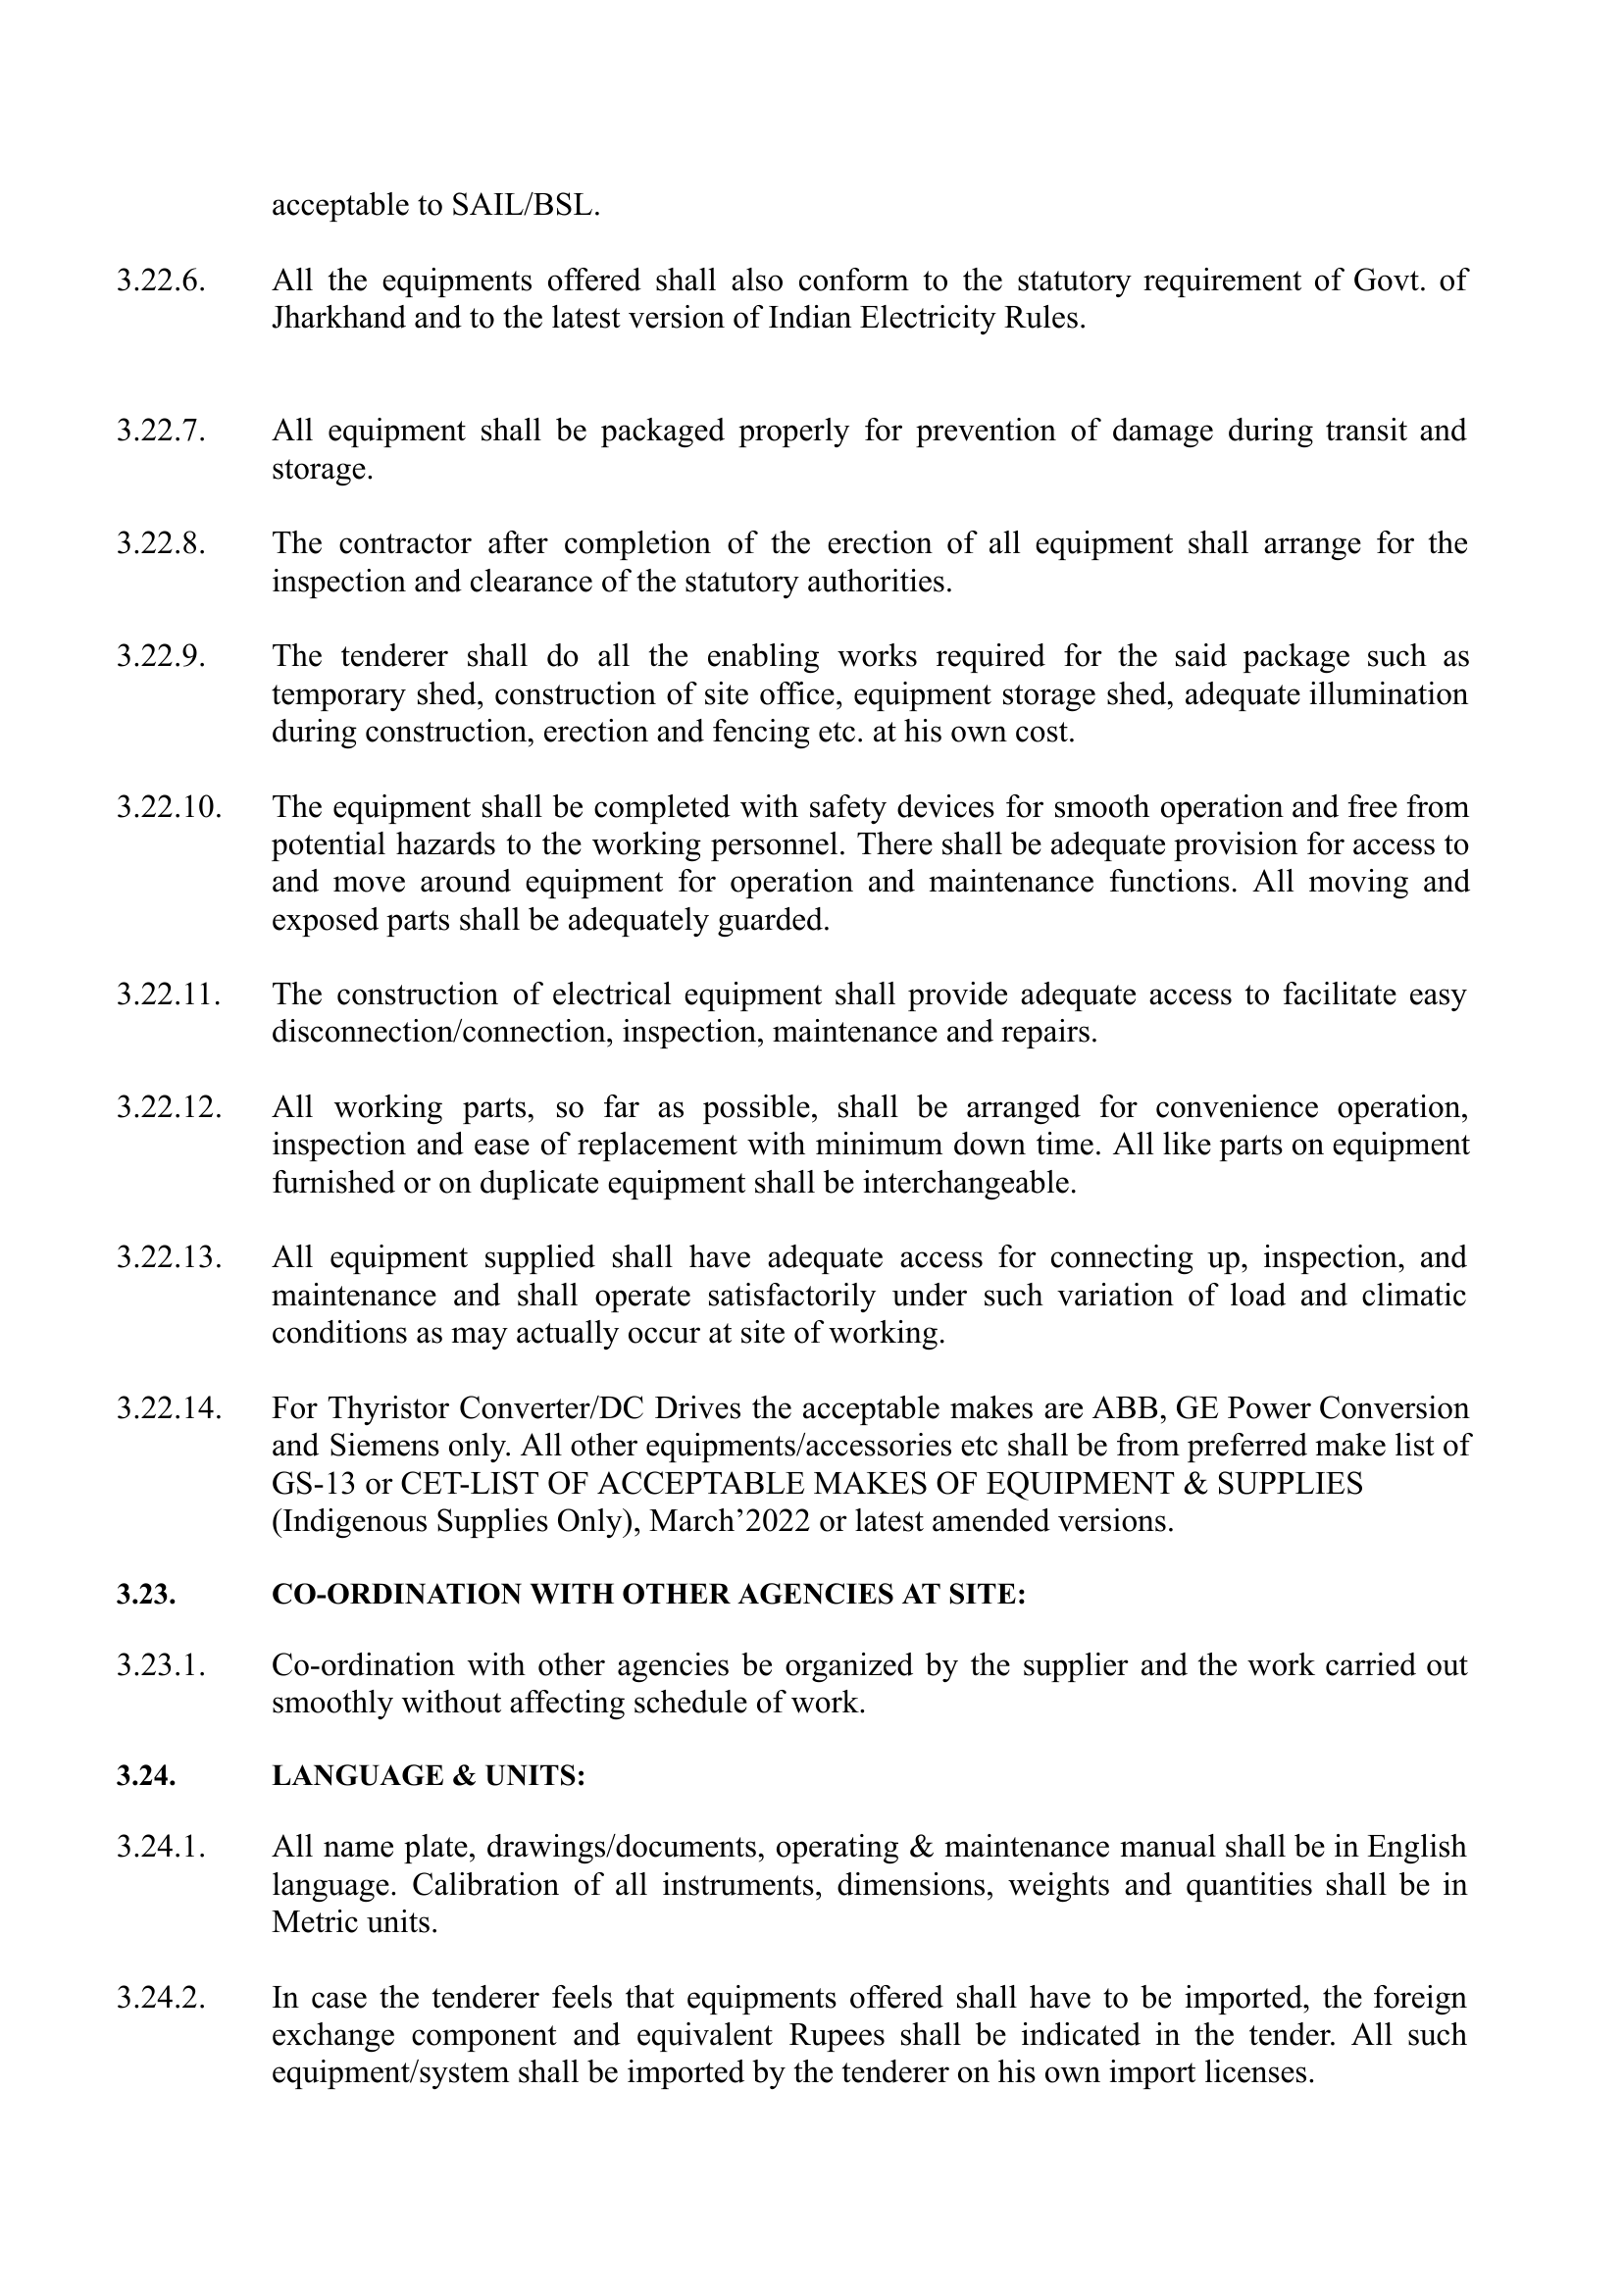 acceptable to SAIL/BSL.
3.22.6. All the equipments offered shall also conform to the statutory requirement of Govt. of
Jharkhand and to the latest version of Indian Electricity Rules.
3.22.7. All equipment shall be packaged properly for prevention of damage during transit and
storage.
3.22.8. The contractor after completion of the erection of all equipment shall arrange for the
inspection and clearance of the statutory authorities.
3.22.9. The tenderer shall do all the enabling works required for the said package such as
temporary shed, construction of site office, equipment storage shed, adequate illumination
during construction, erection and fencing etc. at his own cost.
3.22.10. The equipment shall be completed with safety devices for smooth operation and free from
potential hazards to the working personnel. There shall be adequate provision for access to
and move around equipment for operation and maintenance functions. All moving and
exposed parts shall be adequately guarded.
3.22.11. The construction of electrical equipment shall provide adequate access to facilitate easy
disconnection/connection, inspection, maintenance and repairs.
3.22.12. All working parts, so far as possible, shall be arranged for convenience operation,
inspection and ease of replacement with minimum down time. All like parts on equipment
furnished or on duplicate equipment shall be interchangeable.
3.22.13. All equipment supplied shall have adequate access for connecting up, inspection, and
maintenance and shall operate satisfactorily under such variation of load and climatic
conditions as may actually occur at site of working.
3.22.14. For Thyristor Converter/DC Drives the acceptable makes are ABB, GE Power Conversion
and Siemens only. All other equipments/accessories etc shall be from preferred make list of
GS-13 or CET-LIST OF ACCEPTABLE MAKES OF EQUIPMENT & SUPPLIES
(Indigenous Supplies Only), March’2022 or latest amended versions.
3.23. CO-ORDINATION WITH OTHER AGENCIES AT SITE:
3.23.1. Co-ordination with other agencies be organized by the supplier and the work carried out
smoothly without affecting schedule of work.
3.24. LANGUAGE & UNITS:
3.24.1. All name plate, drawings/documents, operating & maintenance manual shall be in English
language. Calibration of all instruments, dimensions, weights and quantities shall be in
Metric units.
3.24.2. In case the tenderer feels that equipments offered shall have to be imported, the foreign
exchange component and equivalent Rupees shall be indicated in the tender. All such
equipment/system shall be imported by the tenderer on his own import licenses.